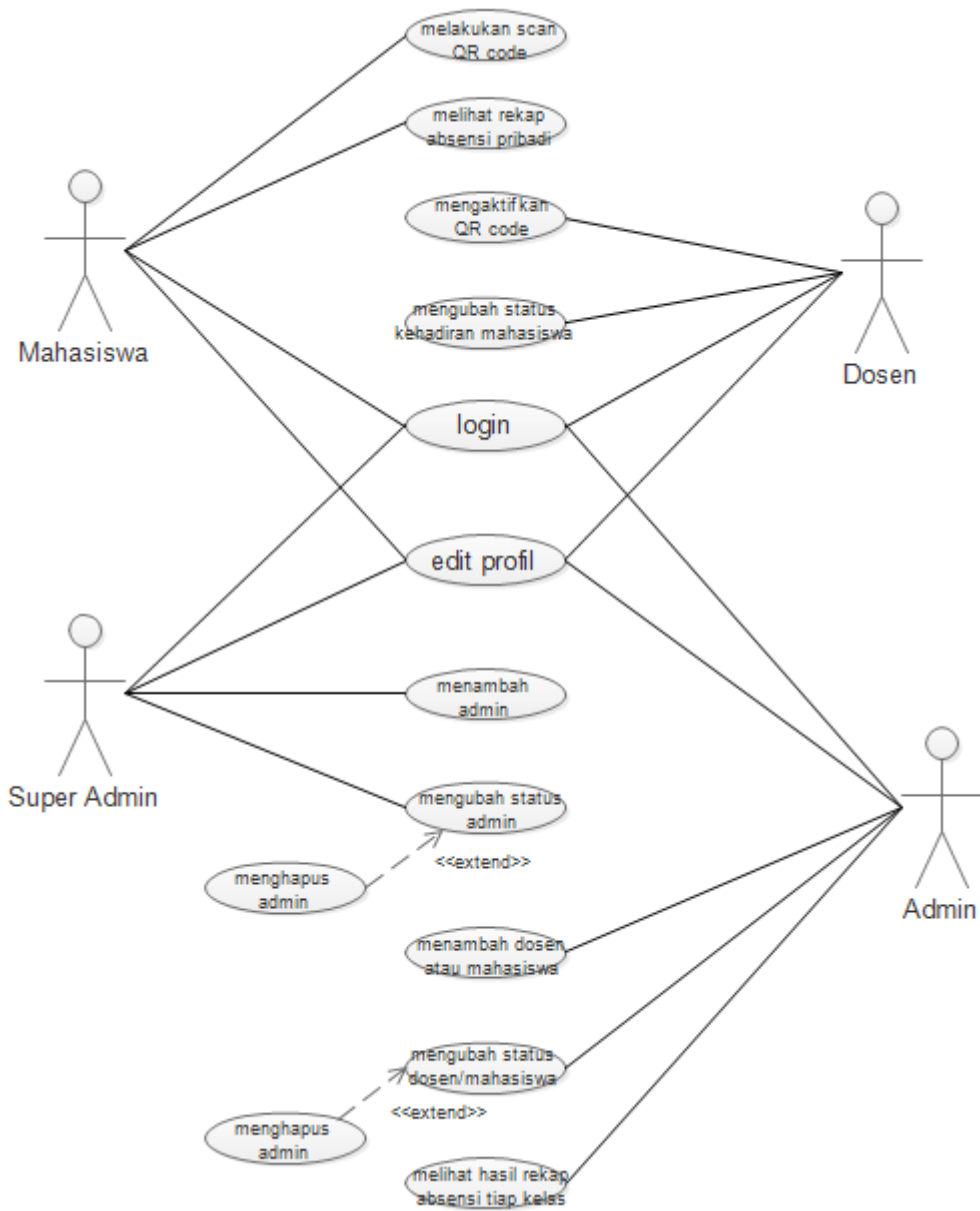 melakukan scan
QR code
melihat rekap
absensi pribadi
mengaktifkan
QR code
mengubah status
kehadiran mahasiswa
Mahasiswa
Dosen
login
edit profil
menambah
admin
Super Admin
mengubah status
admin
<<extend>>
menghapus
admin
Admin
menambah dosen
atau mahasiswa
mengubah status
dosen/mahasiswa
<<extend>>
menghapus
admin
melihat hasil rekap
absensi tiap kelas